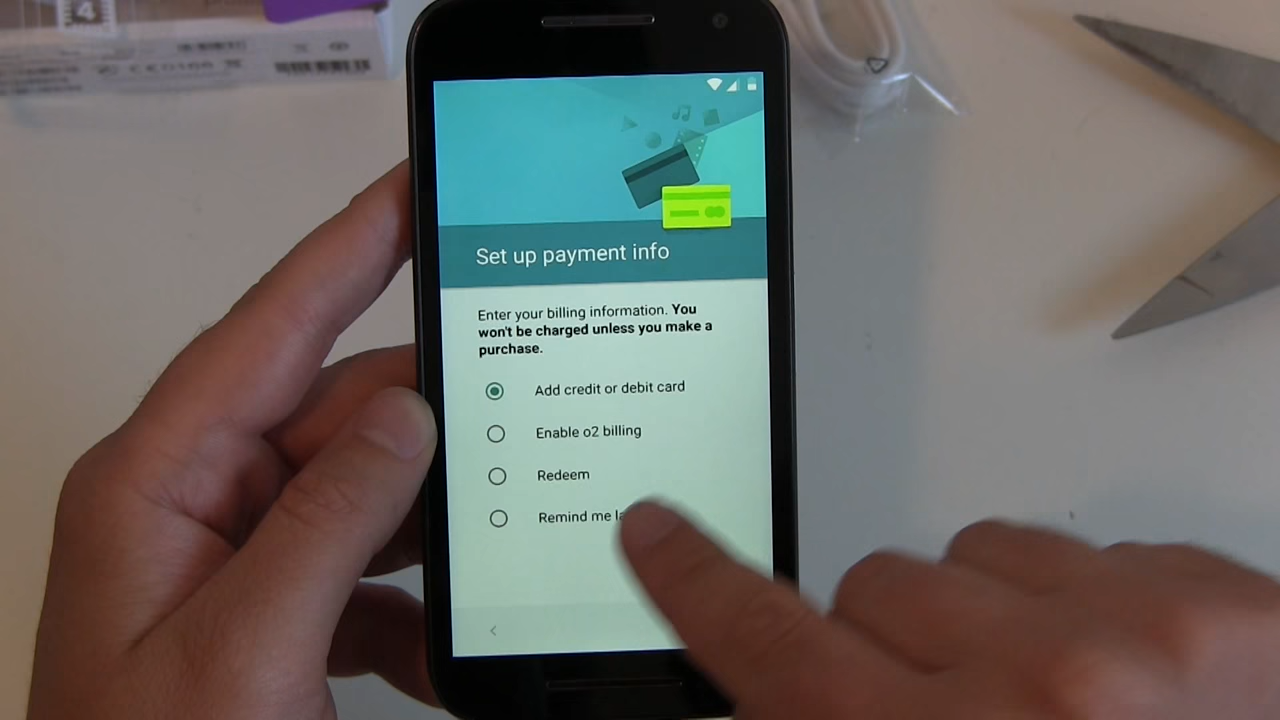 4
Set up payment info
Enter your billing information. You
won't be charged unless you make a
purchase.
Add credit or debit card
Enable o2 billing
Redeem
Remind me